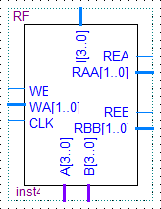 RF
I[3..0]
REA
RAA[1..0]
WE
WA[1..0]
CLK
REE
RBB[1..0]
A[3..0]
B[3..0]
inst4